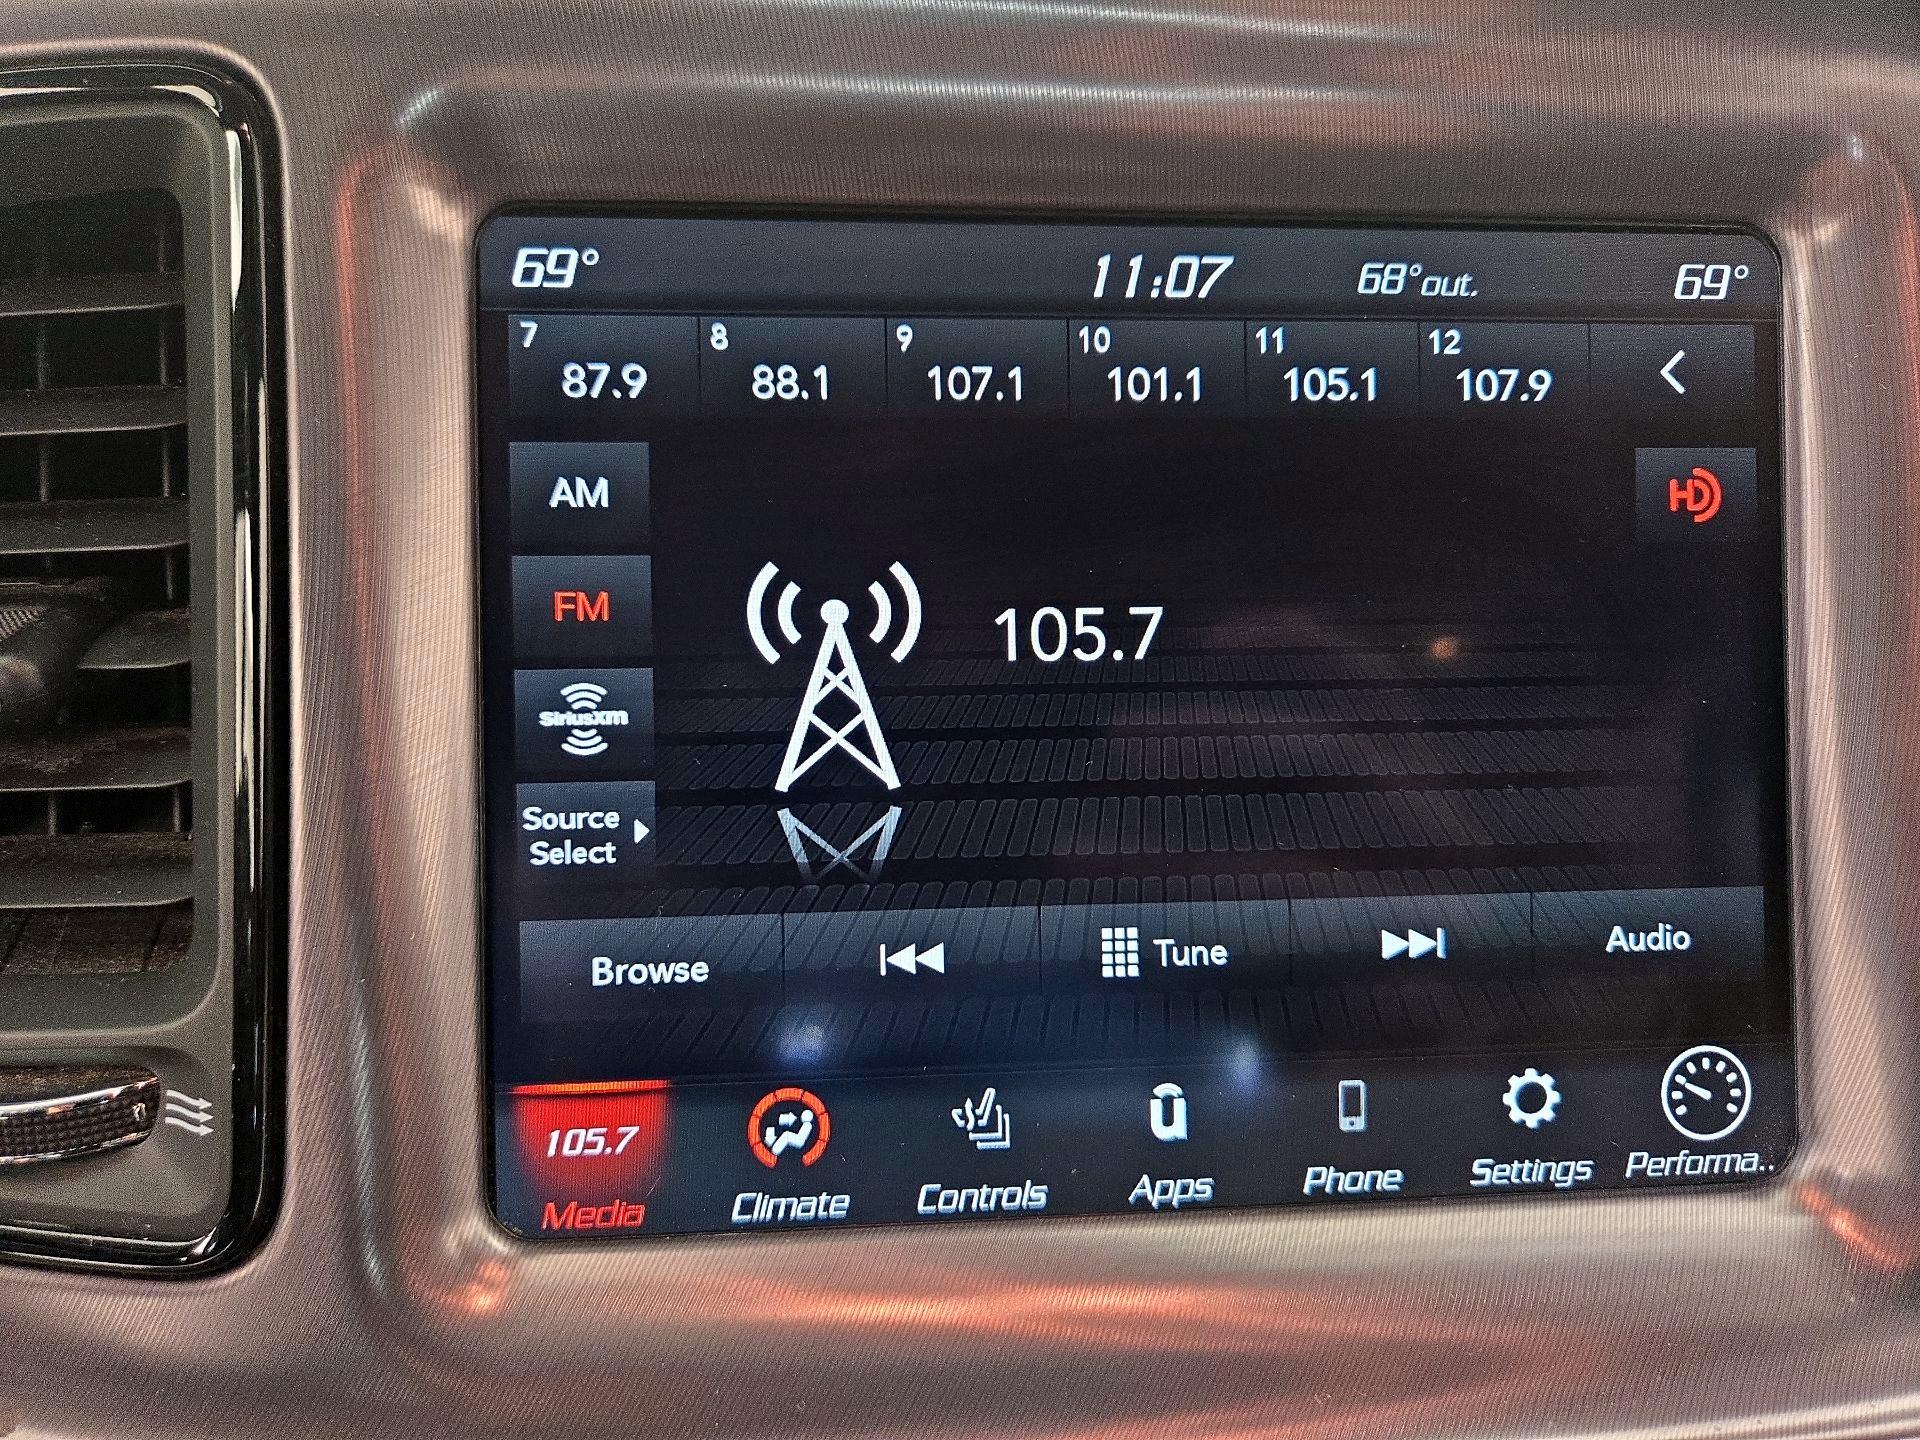 69° 11:07 68° out. 69°
7 8 9 10 11 12
87.9 88.1 107.1 101.1 105.1 107.9
AM
HD
FM
105.7
SiriusXm
Source
Select
Browse Tune Audio
105.7
u
Media Climate Controls Apps Phone Settings Performa..